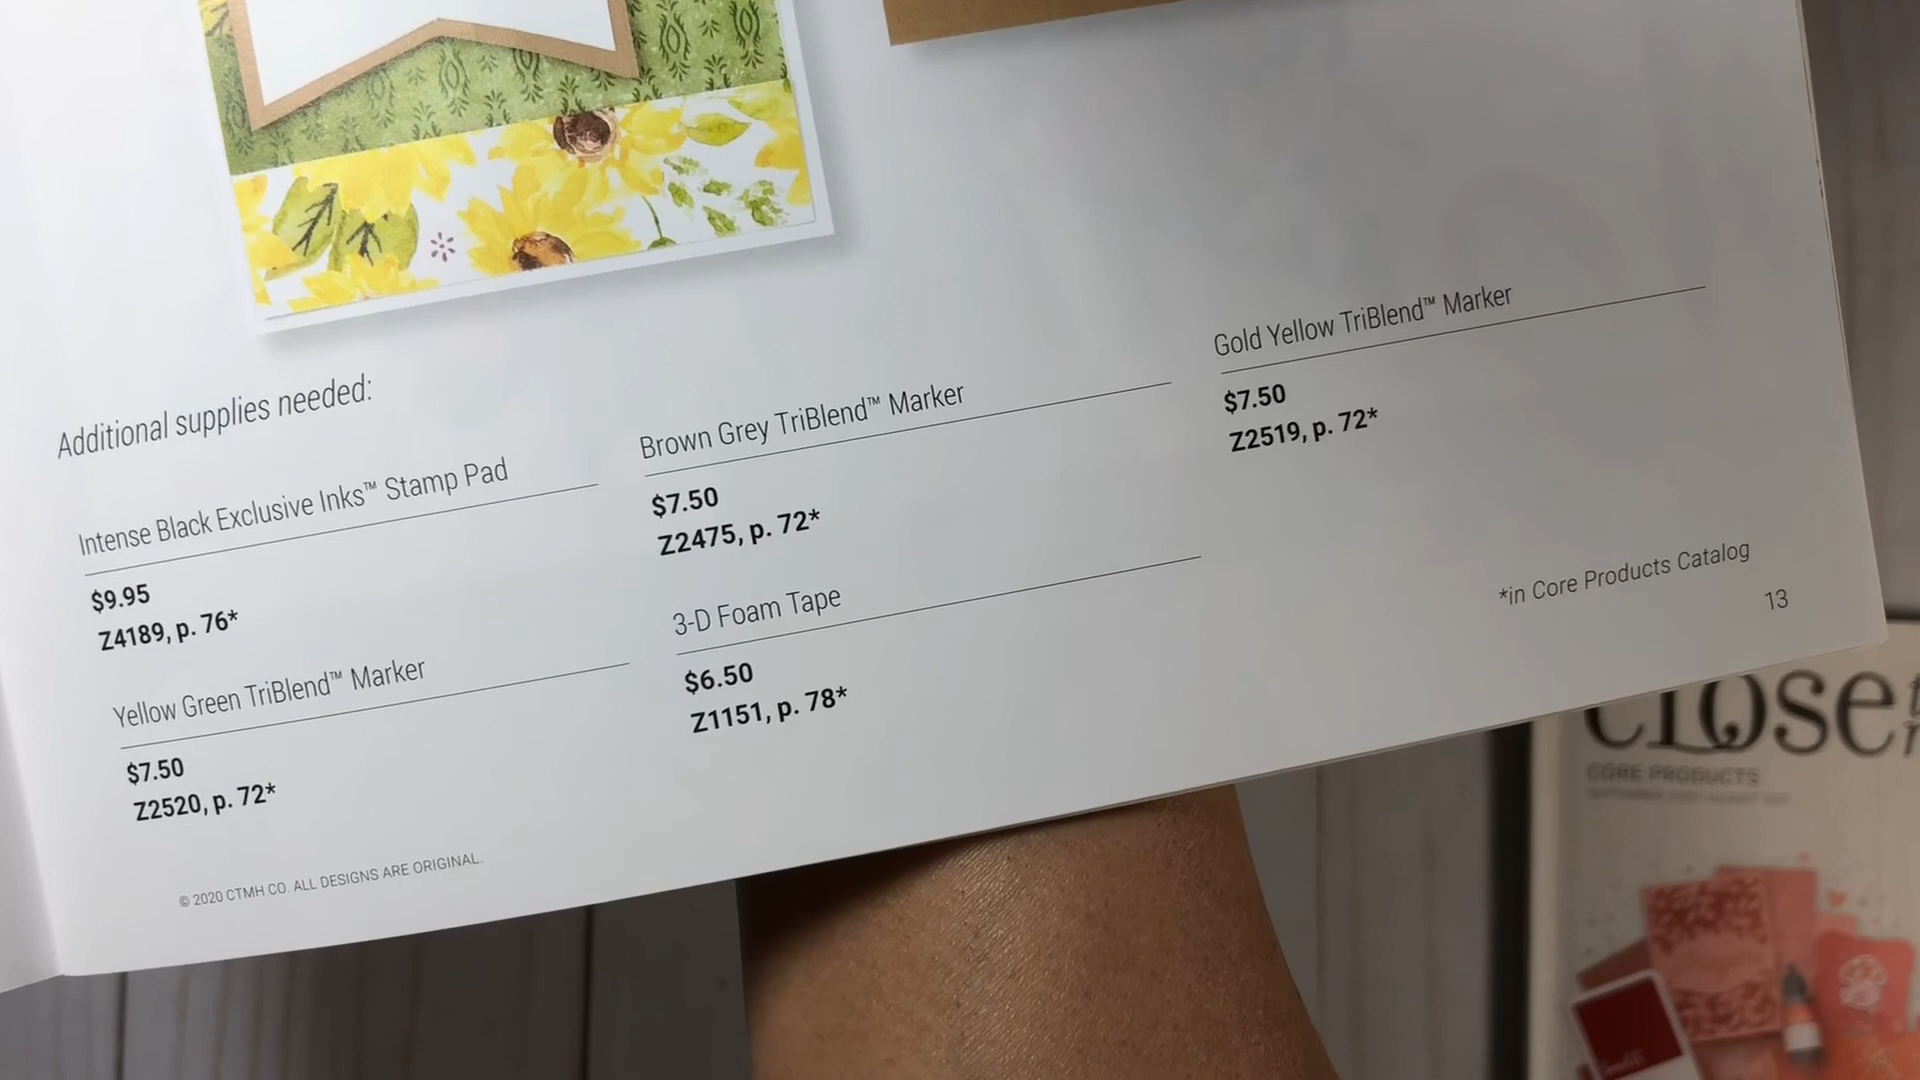 Additional supplies needed:
Intense Black Exclusive Inks™ Stamp Pad
$9.95
Z4189, p. 76*
Yellow Green TriBlend™ Marker
$7.50
Z2520, p. 72*
Brown Grey TriBlend™ Marker
$7.50
Z2475, p. 72*
3-D Foam Tape
$6.50
Z1151, p. 78*
Gold Yellow TriBlend™ Marker
$7.50
Z2519, p. 72*
*in Core Products Catalog
13
© 2020 CTMH CO. ALL DESIGNS ARE ORIGINAL.
close
CORE PRODUCTS